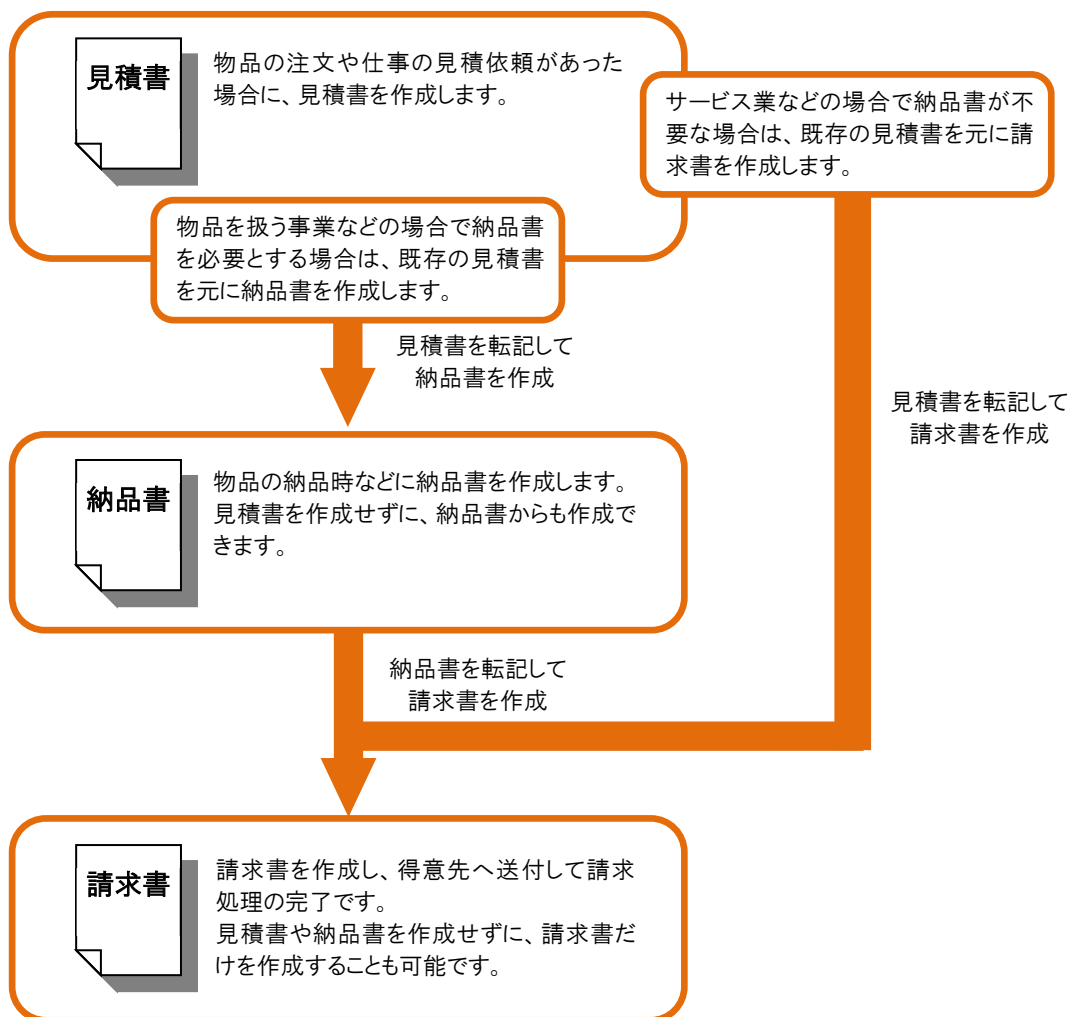 見積書
物品の注文や仕事の見積依頼があった
場合に、見積書を作成します。
サービス業などの場合で納品書が不
要な場合は、既存の見積書を元に請
求書を作成します。
物品を扱う事業などの場合で納品書
を必要とする場合は、既存の見積書
を元に納品書を作成します。
見積書を転記して
納品書を作成
見積書を転記して
請求書を作成
納品書
物品の納品時などに納品書を作成します。
見積書を作成せずに、納品書からも作成で
きます。
納品書を転記して
請求書を作成
請求書
請求書を作成し、得意先へ送付して請求
処理の完了です。
見積書や納品書を作成せずに、請求書だ
けを作成することも可能です。